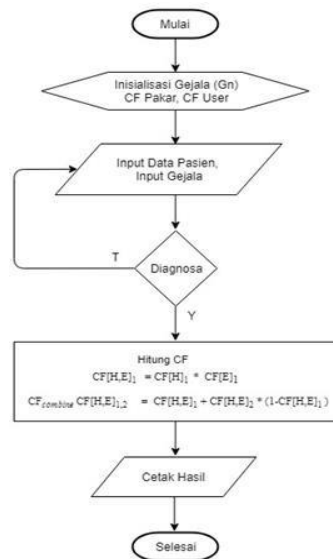 Mulai
Inisialisasi Gejala (Gn)
CF Pakar, CF User
Input Data Pasien,
Input Gejala
T
Diagnosa
Y
Hitung CF
CF[H,E]₁ = CF[H]₁ * CF[E]₁
CF𝑐𝑜𝑚𝑏𝑖𝑛𝑒 CF[H,E]₁,₂ = CF[H,E]₁ + CF[H,E]₂ * (1-CF[H,E]₁)
Cetak Hasil
Selesai